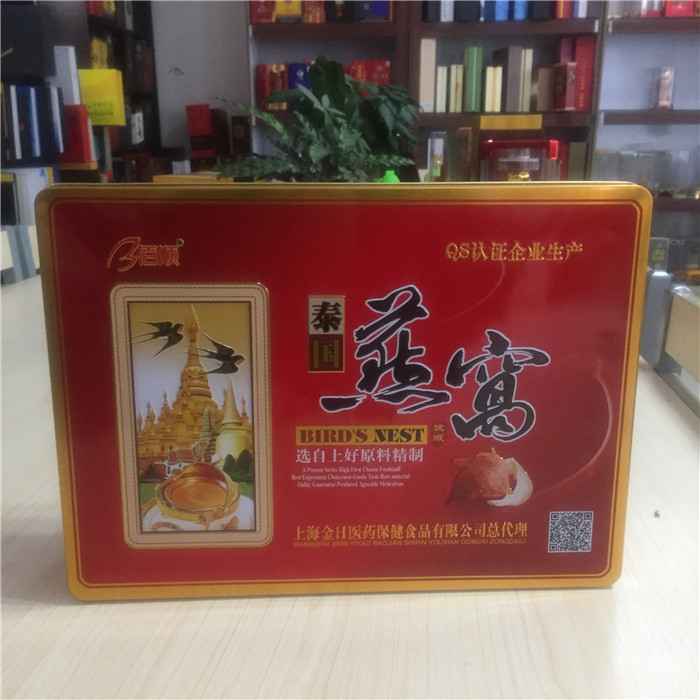 佰顺
QS认证企业生产
泰国
燕窝
BIRD'S NEST
选自上好原料精制
上海金日医药保健食品有限公司总代理